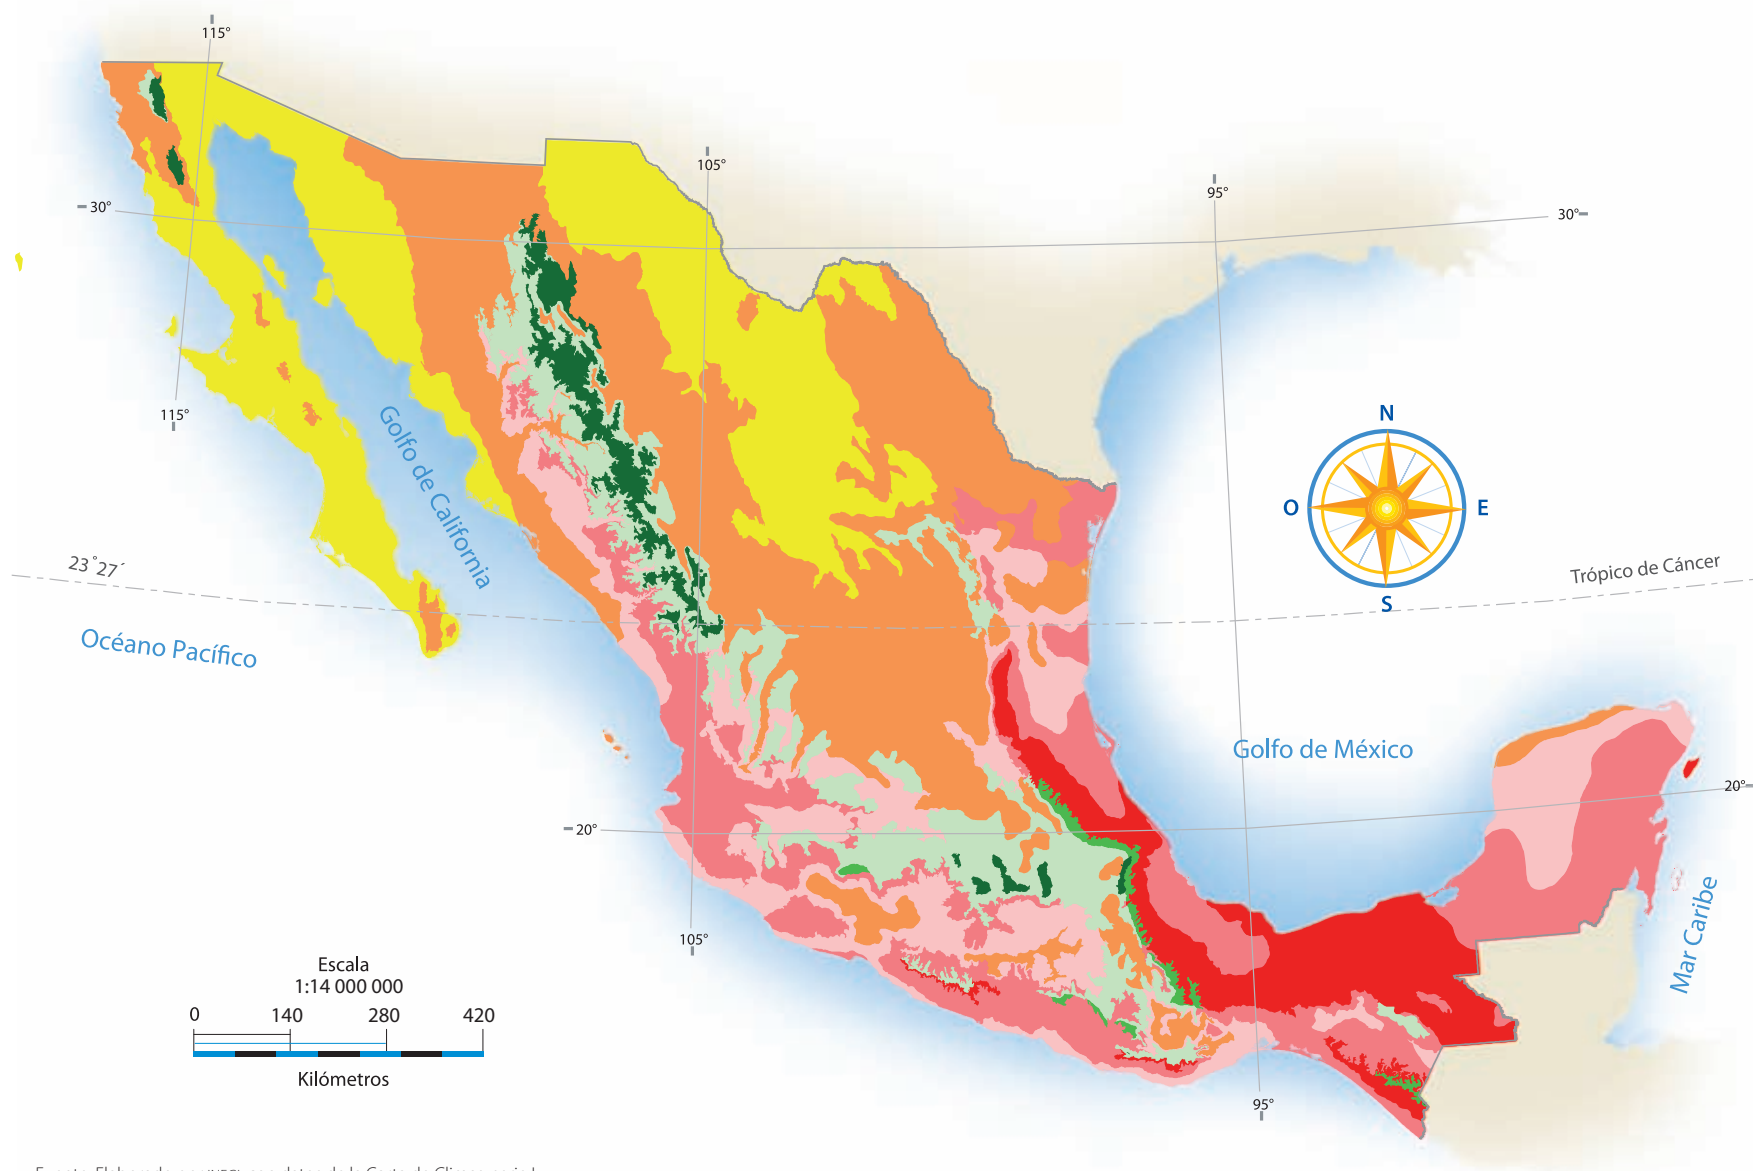 115°
105°
95°
30°
30°
115°
Golfo de California
N
O
E
S
23°27´
Trópico de Cáncer
Océano Pacífico
Golfo de México
20°
20°
Mar Caribe
105°
Escala
1:14 000 000
0 140 280 420
Kilómetros
95°